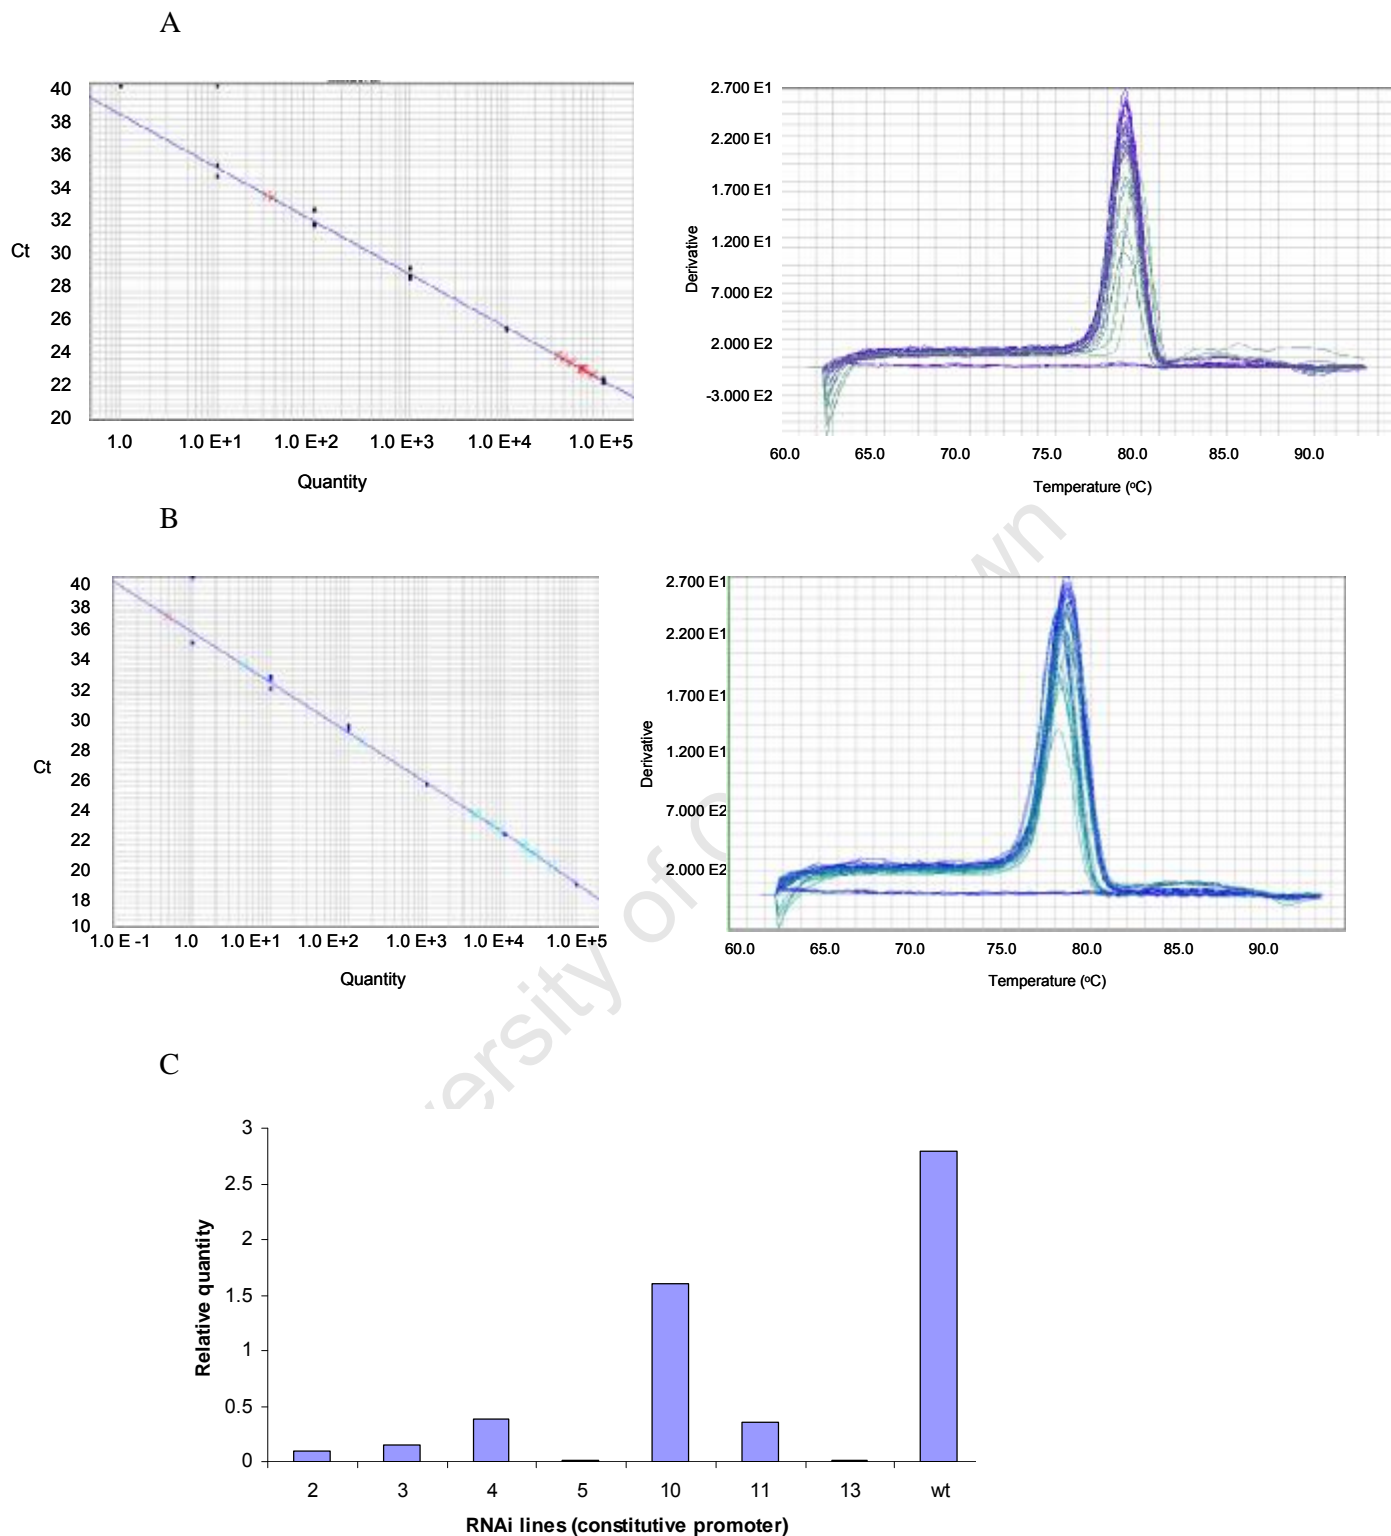 A
40
38
36
34
32
30
28
26
24
22
20
Ct
1.0 1.0 E+1 1.0 E+2 1.0 E+3 1.0 E+4 1.0 E+5
Quantity
2.700 E1
2.200 E1
1.700 E1
1.200 E1
7.000 E2
2.000 E2
-3.000 E2
Derivative
60.0 65.0 70.0 75.0 80.0 85.0 90.0
Temperature (ºC)
B
40
38
36
34
32
30
28
26
24
22
20
18
10
Ct
1.0 E -1 1.0 1.0 E+1 1.0 E+2 1.0 E+3 1.0 E+4 1.0 E+5
Quantity
2.700 E1
2.200 E1
1.700 E1
1.200 E1
7.000 E2
2.000 E2
Derivative
60.0 65.0 70.0 75.0 80.0 85.0 90.0
Temperature (ºC)
C
3
2.5
2
1.5
1
0.5
0
Relative quantity
2 3 4 5 10 11 13 wt
RNAi lines (constitutive promoter)